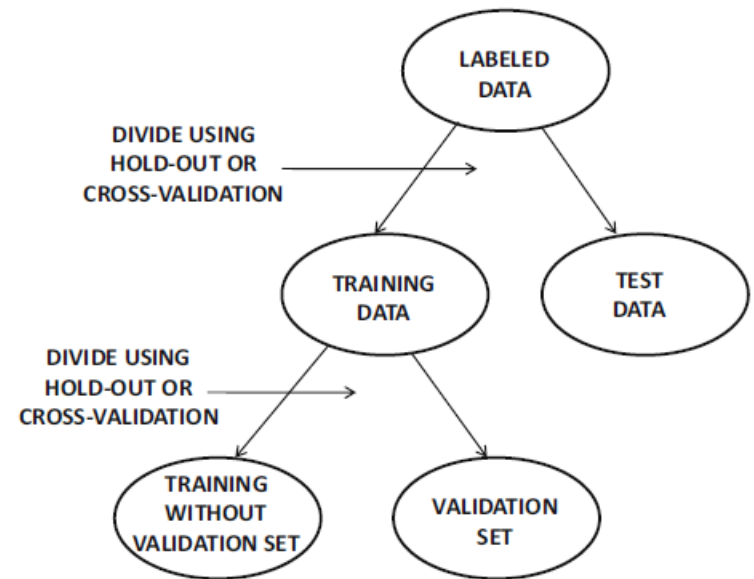 LABELED
DATA
DIVIDE USING
HOLD-OUT OR
CROSS-VALIDATION
TRAINING
DATA
TEST
DATA
DIVIDE USING
HOLD-OUT OR
CROSS-VALIDATION
TRAINING
WITHOUT
VALIDATION SET
VALIDATION
SET